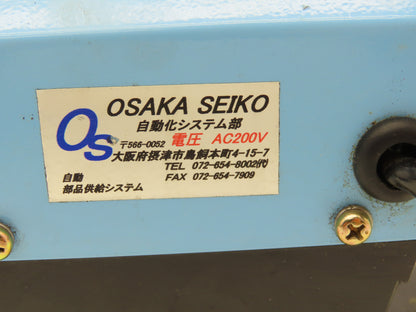 OS OSAKA SEIKO
自動化システム部
〒566-0052 電圧 AC200V
大阪府摂津市鳥飼本町4-15-7
TEL 072-654-8002(代)
自動 FAX 072-654-7909
部品供給システム